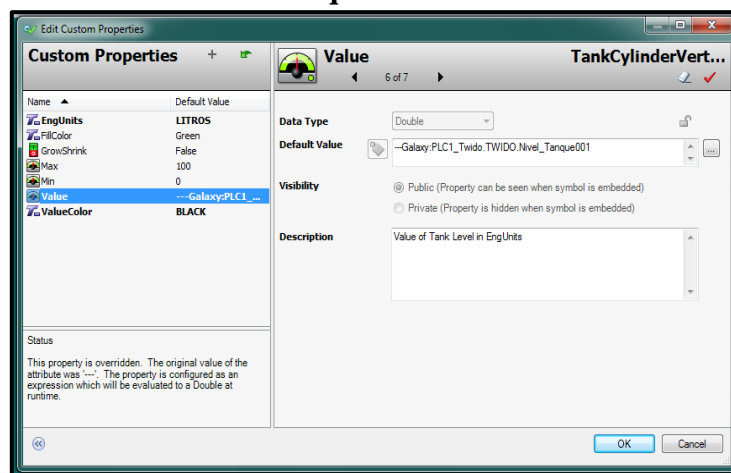 Edit Custom Properties
Custom Properties
Value
TankCylinderVert...
6 of 7
Name
Default Value
EngUnits
LITROS
FillColor
Green
GrowShrink
False
Max
100
Min
0
Value
---Galaxy:PLC1_...
ValueColor
BLACK
Data Type
Double
Default Value
---Galaxy:PLC1_Twido.TWIDO.Nivel_Tanque001
...
Visibility
Public (Property can be seen when symbol is embedded)
Private (Property is hidden when symbol is embedded)
Description
Value of Tank Level in EngUnits
Status
This property is overridden. The original value of the
attribute was '---'. The property is configured as an
expression which will be evaluated to a Double at
runtime.
OK
Cancel